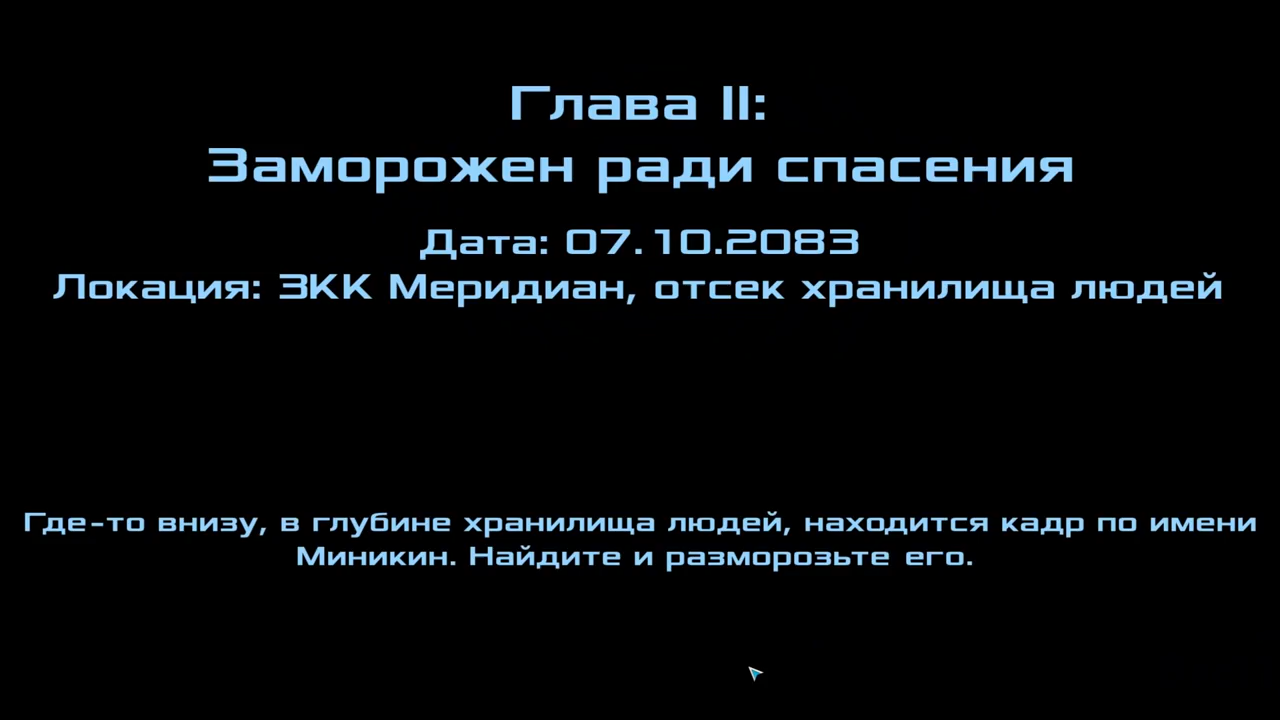 Глава II:
Заморожен ради спасения
Дата: 07.10.2083
Локация: ЗКК Меридиан, отсек хранилища людей
Где-то внизу, в глубине хранилища людей, находится кадр по имени
Миникин. Найдите и разморозьте его.